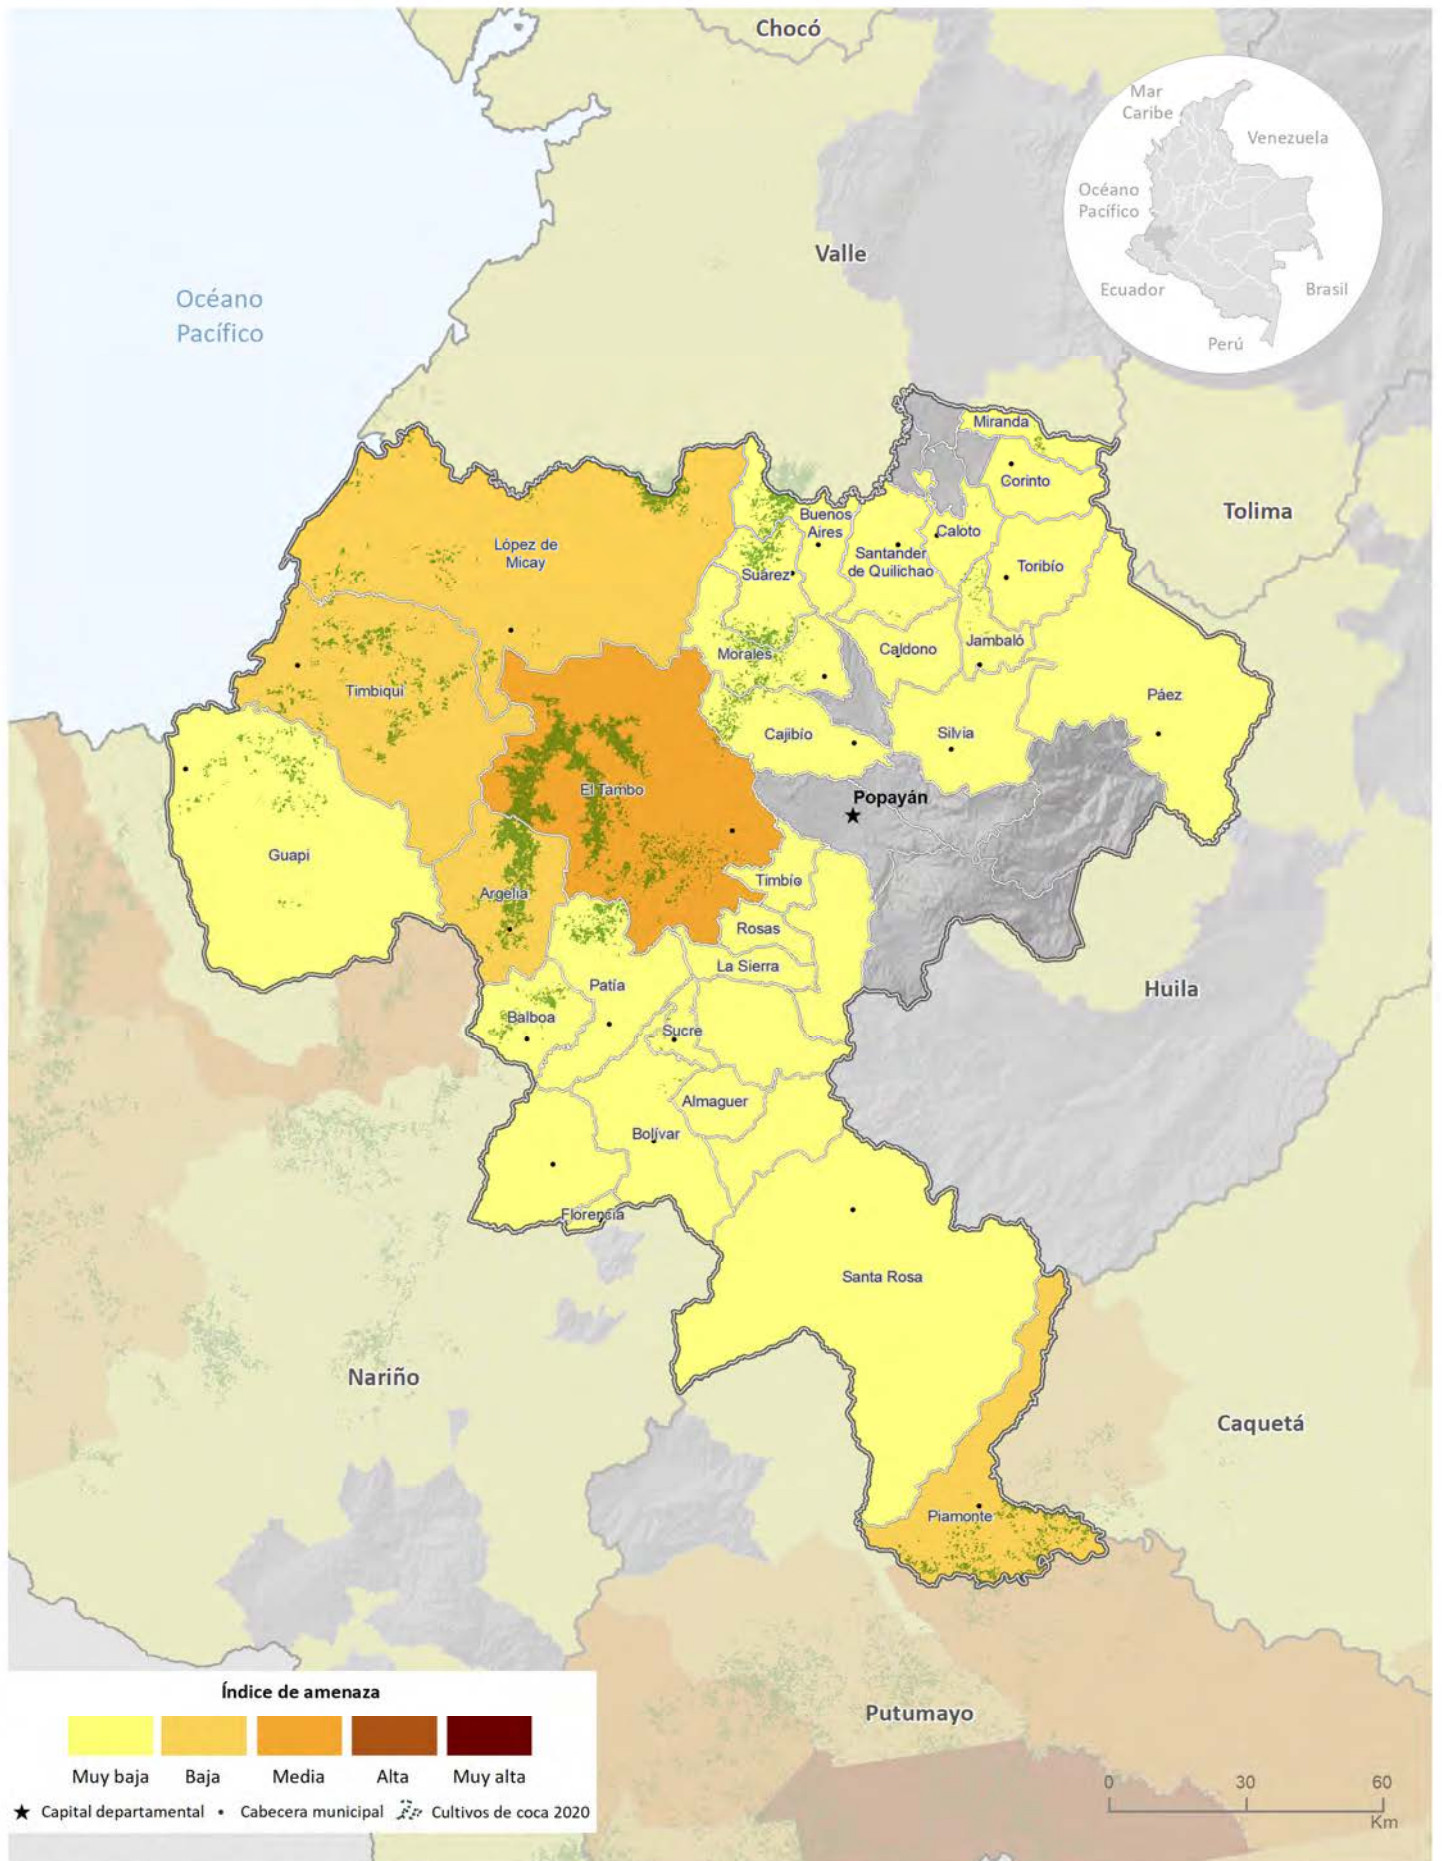 Chocó
Mar
Caribe
Venezuela
Océano
Pacífico
Ecuador
Brasil
Perú
Valle
Océano
Pacífico
Miranda
Corinto
Tolima
Buenos
Aires
Caloto
López de
Micay
Santander
de Quilichao
Toribío
Suárez
Morales
Caldono
Jambaló
Timbiquí
Páez
Cajibío
Silvia
El Tambo
Popayán
Guapi
Timbío
Argelia
Rosas
La Sierra
Patía
Huila
Balboa
Sucre
Almaguer
Bolívar
Florencia
Santa Rosa
Nariño
Caquetá
Piamonte
Putumayo
Índice de amenaza
Muy baja Baja Media Alta Muy alta
Capital departamental Cabecera municipal Cultivos de coca 2020
0 30 60
Km